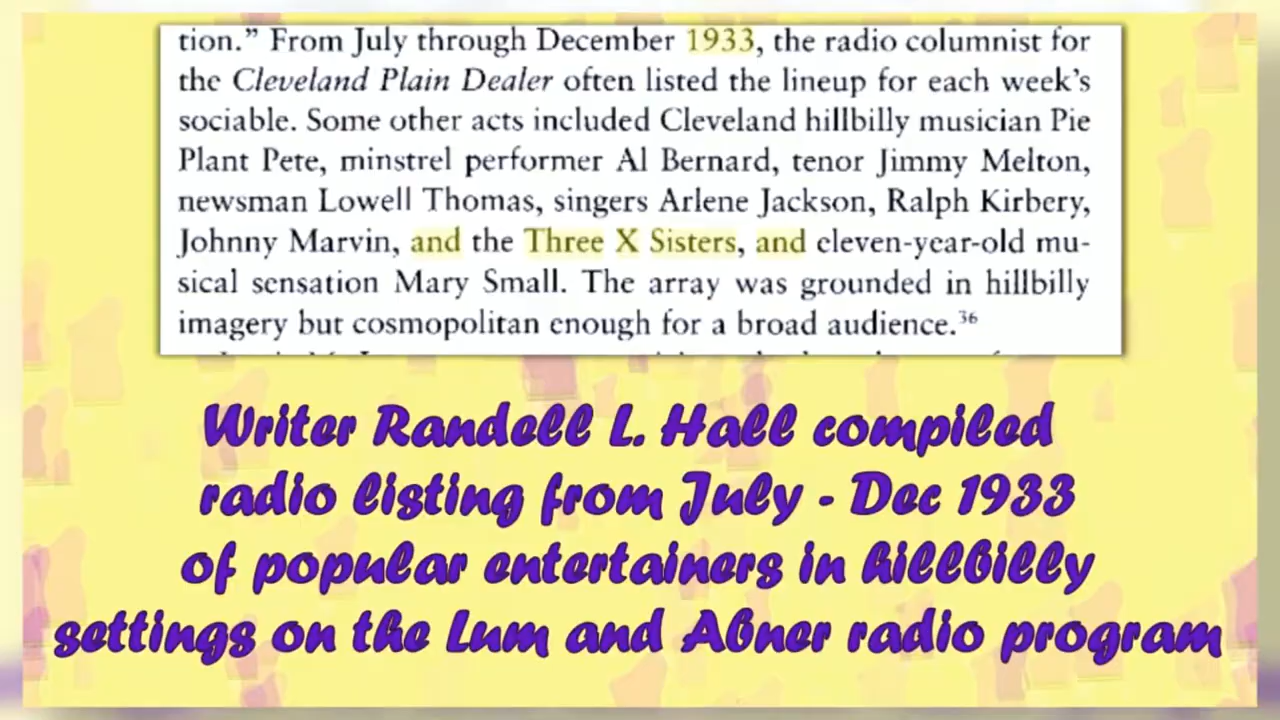 tion.” From July through December 1933, the radio columnist for
the Cleveland Plain Dealer often listed the lineup for each week’s
sociable. Some other acts included Cleveland hillbilly musician Pie
Plant Pete, minstrel performer Al Bernard, tenor Jimmy Melton,
newsman Lowell Thomas, singers Arlene Jackson, Ralph Kirbery,
Johnny Marvin, and the Three X Sisters, and eleven-year-old mu-
sical sensation Mary Small. The array was grounded in hillbilly
imagery but cosmopolitan enough for a broad audience.36
Writer Randell L. Hall compiled
radio listing from July - Dec 1933
of popular entertainers in hillbilly
settings on the Lum and Abner radio program